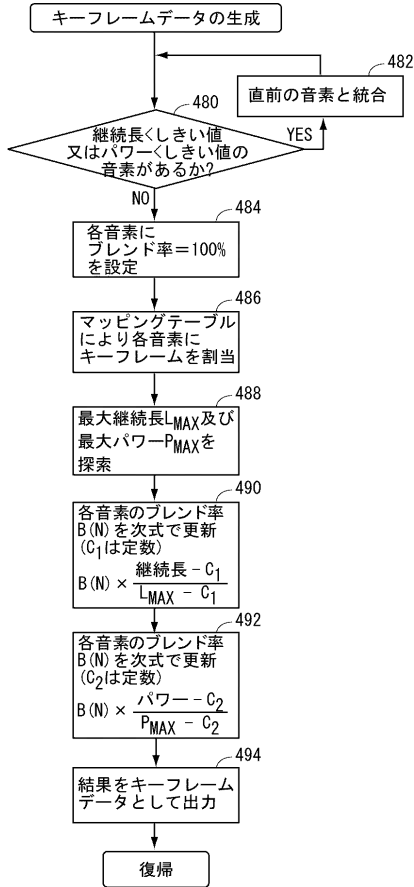 キーフレームデータの生成
482
直前の音素と統合
480
継続長<しきい値
又はパワー<しきい値の
音素があるか?
YES
NO
484
各音素に
ブレンド率=100%
を設定
486
マッピングテーブル
により各音素に
キーフレームを割当
488
最大継続長LMAX及び
最大パワーPMAXを
探索
490
各音素のブレンド率
B(N)を次式で更新
(C1は定数)
B(N) × 継続長 - C1
LMAX - C1
492
各音素のブレンド率
B(N)を次式で更新
(C2は定数)
B(N) × パワー - C2
PMAX - C2
494
結果をキーフレーム
データとして出力
復帰